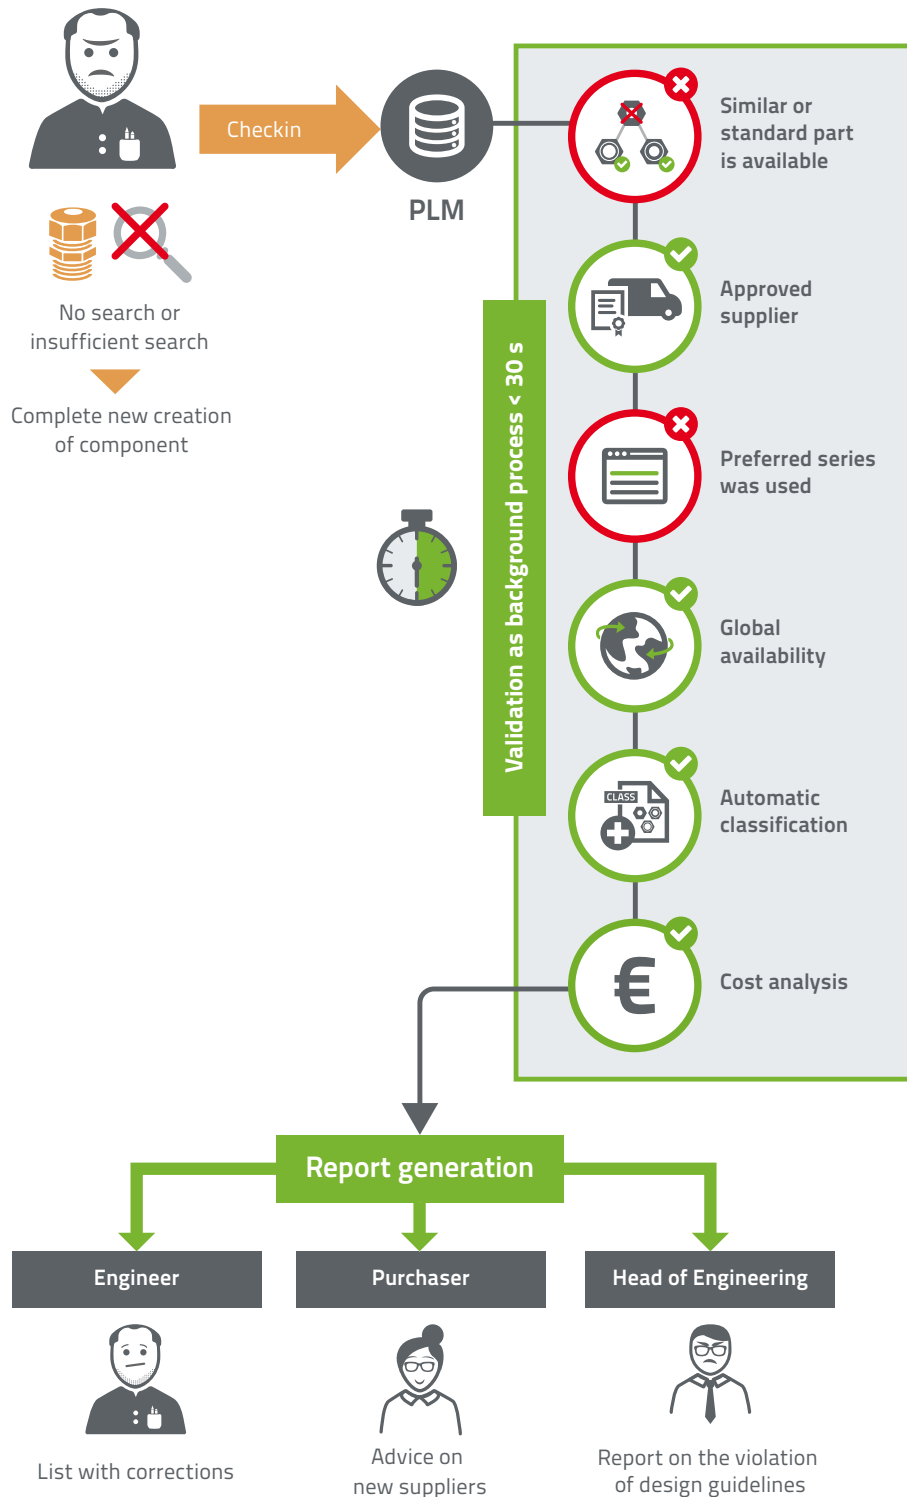 Checkin
PLM
No search or
insufficient search
Complete new creation
of component
Validation as background process < 30 s
Similar or
standard part
is available
Approved
supplier
Preferred series
was used
Global
availability
CLASS
Automatic
classification
€
Cost analysis
Report generation
Engineer
Purchaser
Head of Engineering
List with corrections
Advice on
new suppliers
Report on the violation
of design guidelines